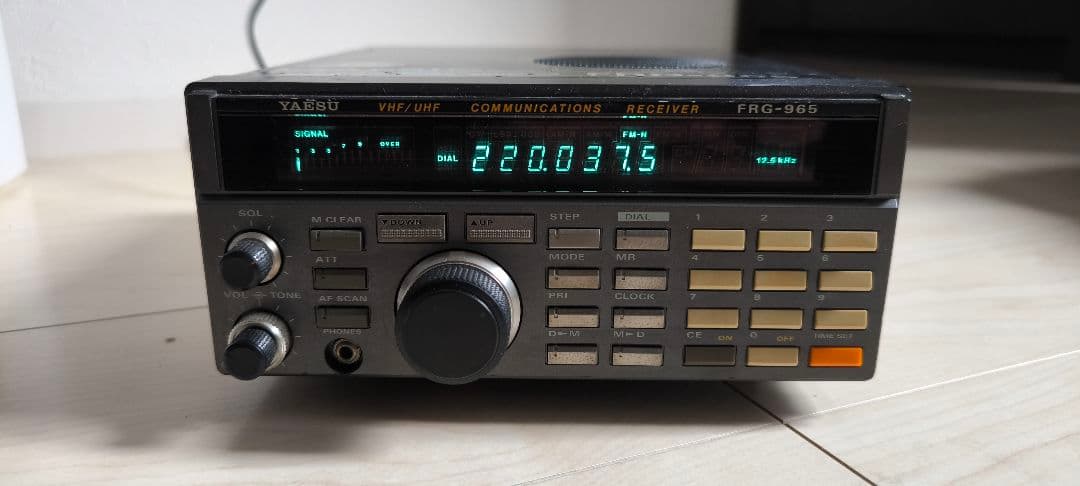 YAESU VHF/UHF COMMUNICATIONS RECEIVER FRG-965
SIGNAL FM-N
1 3 5 7 9 OVER DIAL 220.037.5 12.5 kHz
SQL M CLEAR ▼DOWN ▲UP STEP DIAL 1 2 3
ATT MODE MR 4 5 6
VOL TONE AF SCAN PRI CLOCK 7 8 9
PHONES D←M M←D CE ON 0 OFF TIME SET